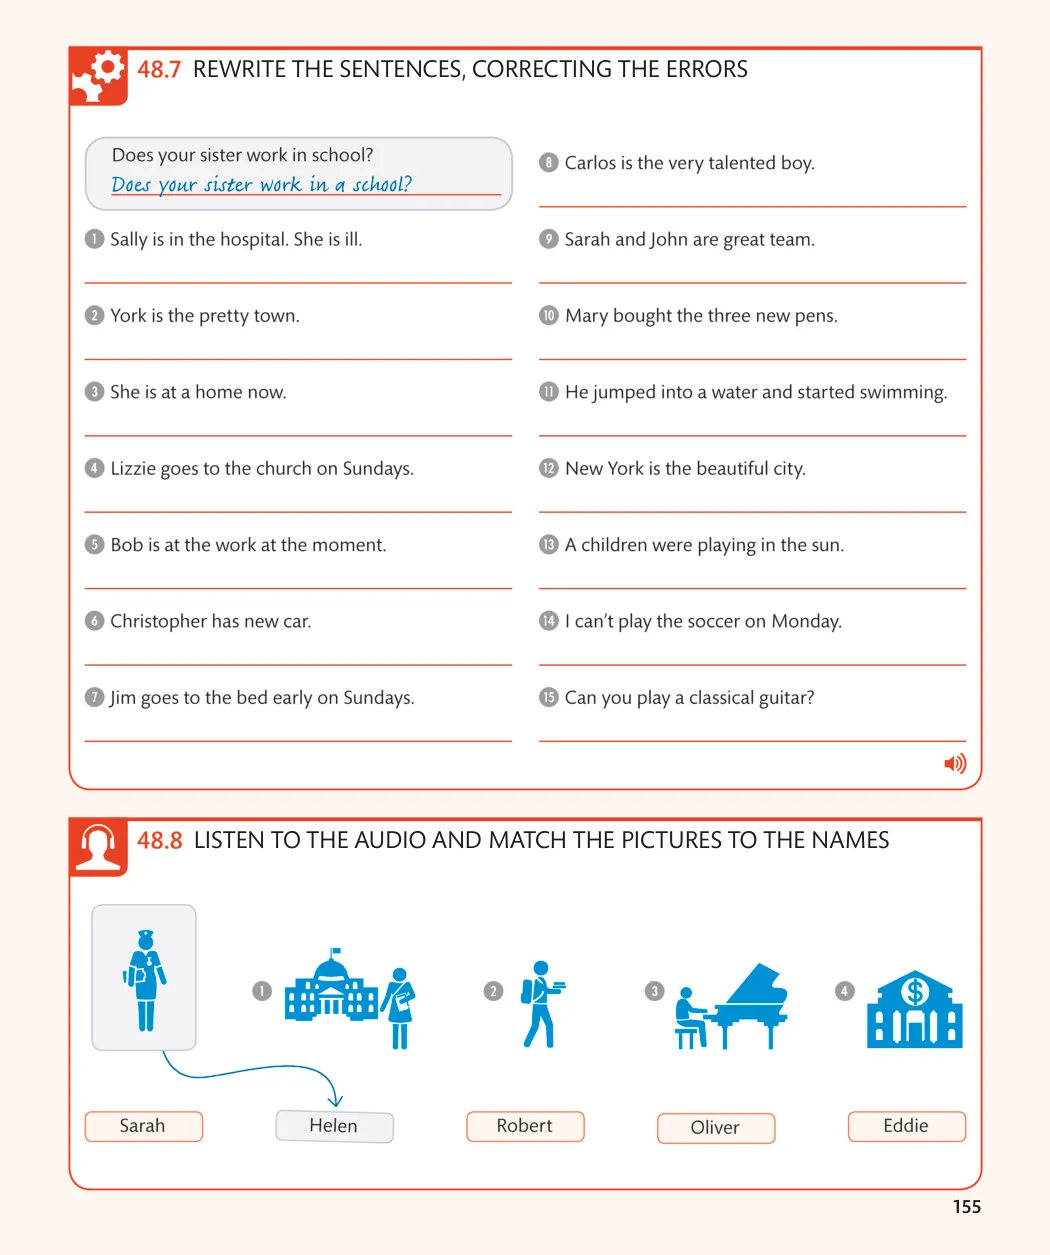 48.7 REWRITE THE SENTENCES, CORRECTING THE ERRORS
Does your sister work in school?
Does your sister work in a school?
1 Sally is in the hospital. She is ill.
2 York is the pretty town.
3 She is at a home now.
4 Lizzie goes to the church on Sundays.
5 Bob is at the work at the moment.
6 Christopher has new car.
7 Jim goes to the bed early on Sundays.
8 Carlos is the very talented boy.
9 Sarah and John are great team.
10 Mary bought the three new pens.
11 He jumped into a water and started swimming.
12 New York is the beautiful city.
13 A children were playing in the sun.
14 I can't play the soccer on Monday.
15 Can you play a classical guitar?
48.8 LISTEN TO THE AUDIO AND MATCH THE PICTURES TO THE NAMES
1
2
3
4
$
Sarah
Helen
Robert
Oliver
Eddie
155